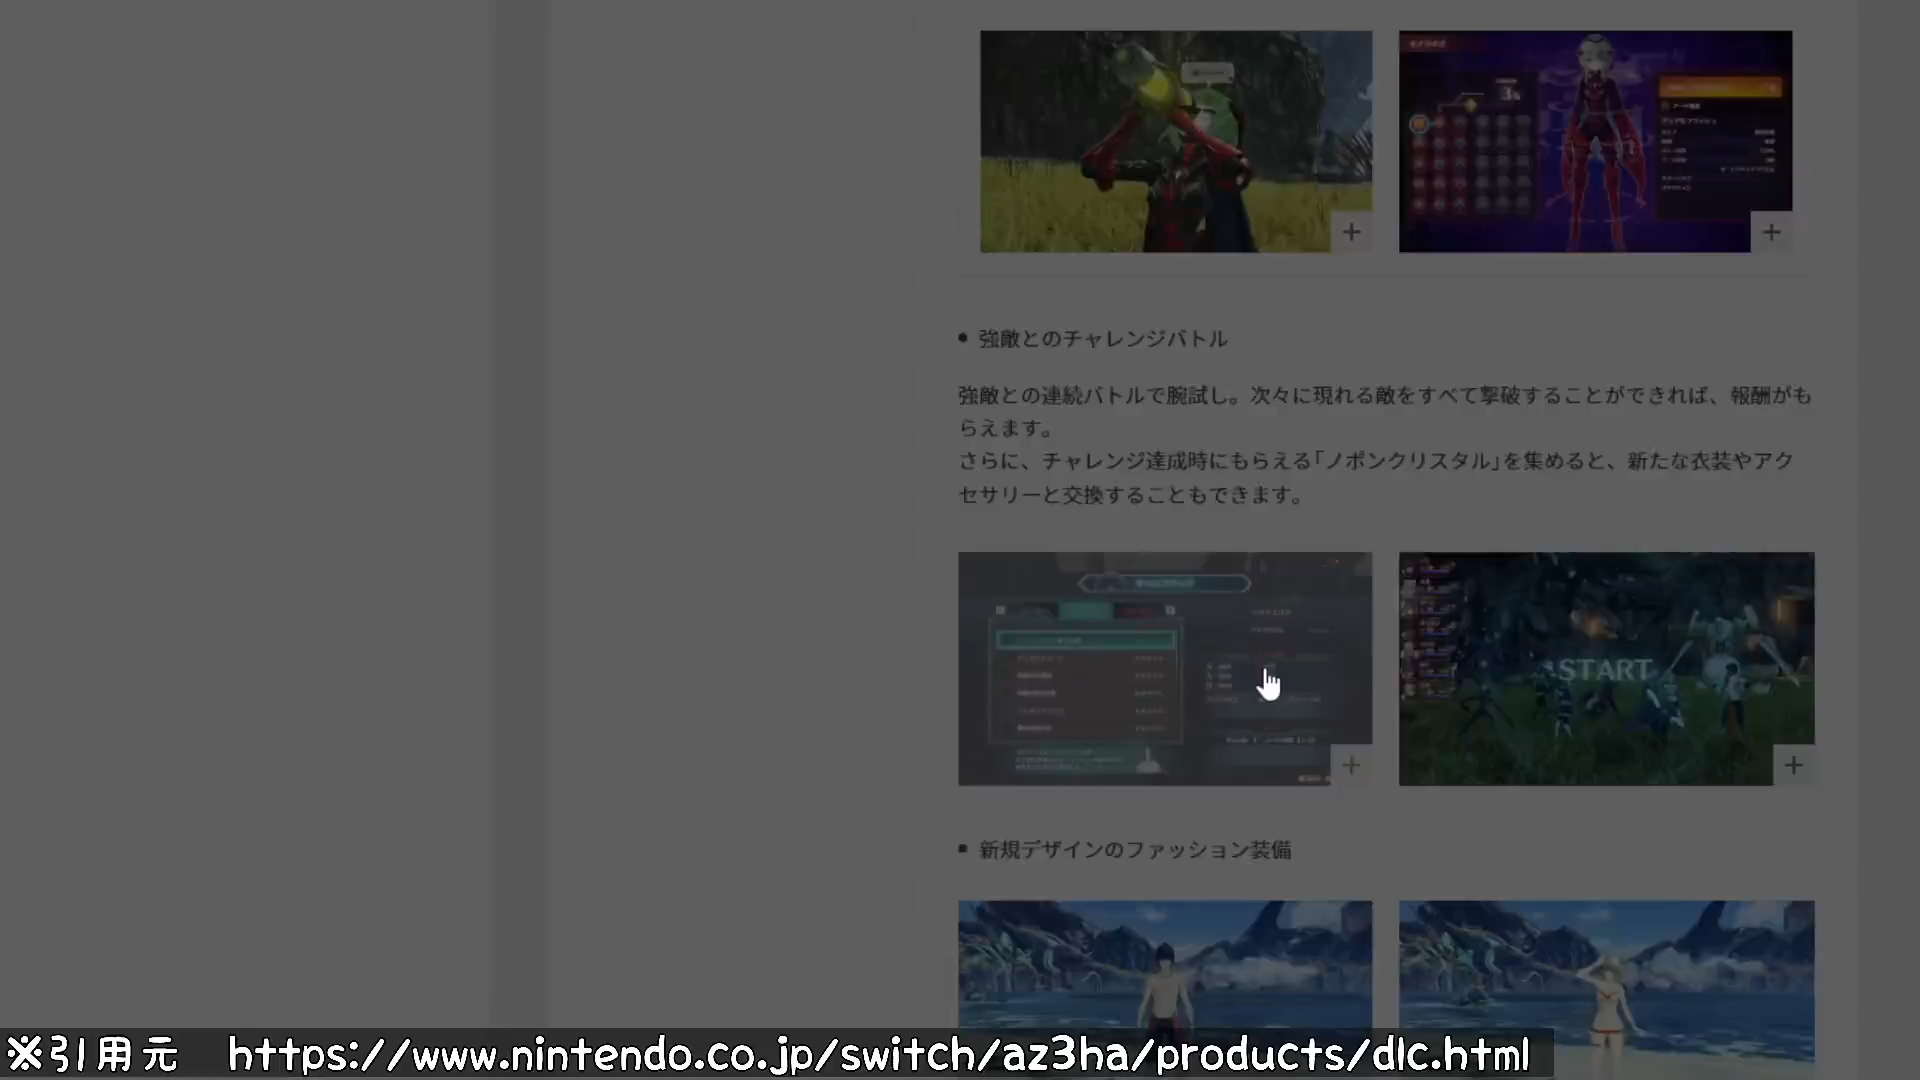 • 強敵とのチャレンジバトル
強敵との連続バトルで腕試し。次々に現れる敵をすべて撃破することができれば、報酬がも
らえます。
さらに、チャレンジ達成時にもらえる｢ノポンクリスタル｣を集めると、新たな衣装やアク
セサリーと交換することもできます。
START
• 新規デザインのファッション装備
※引用元　https://www.nintendo.co.jp/switch/az3ha/products/dlc.html